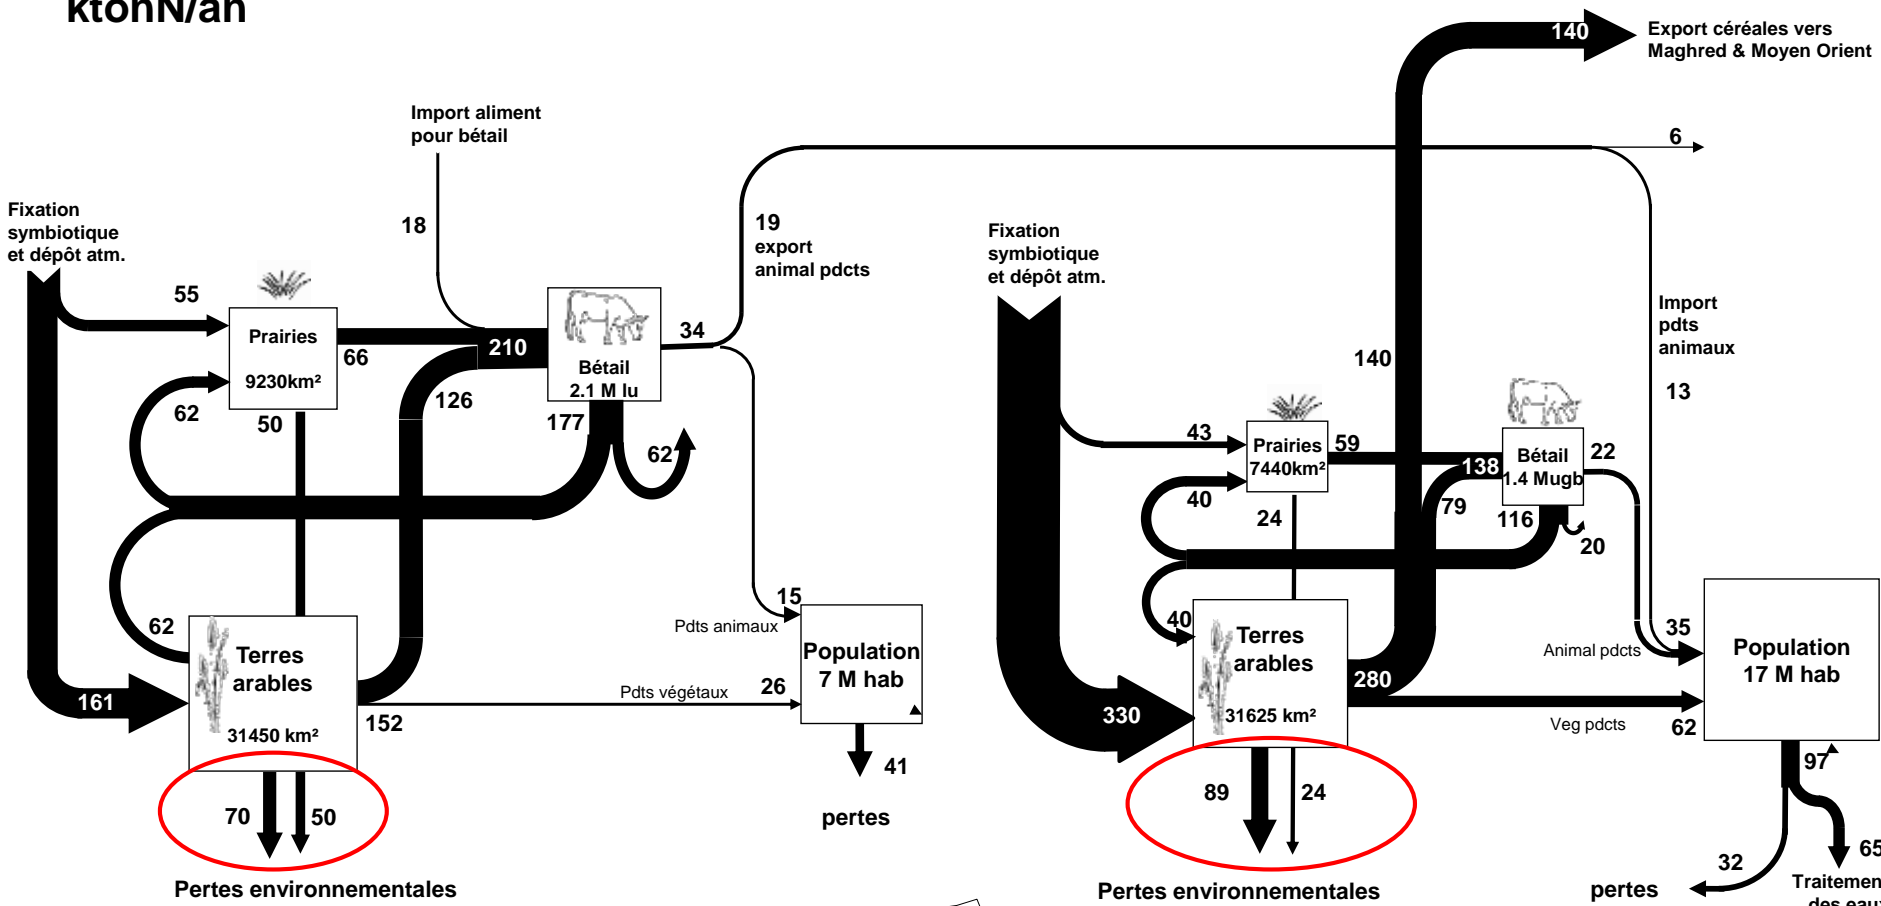 ktonN/an
140
Export céréales vers
Maghred & Moyen Orient
Import aliment
pour bétail
6
18
19
export
animal pdcts
Fixation
symbiotique
et dépôt atm.
Fixation
symbiotique
et dépôt atm.
55
Prairies
9230km²
66
62
50
210
126
Bétail
2.1 M lu
34
177
62
62
161
Terres
arables
31450 km²
152
15
Pdts animaux
Pdts végétaux
26
Population
7 M hab
41
pertes
70
50
Pertes environnementales
Import
pdts
animaux
13
140
43
Prairies
7440km²
59
40
24
138
79
Bétail
1.4 Mugb
22
116
20
40
330
Terres
arables
31625 km²
280
35
Animal pdcts
Veg pdcts
62
Population
17 M hab
97
89
24
Pertes environnementales
32
pertes
65
Traitemen
des eaux